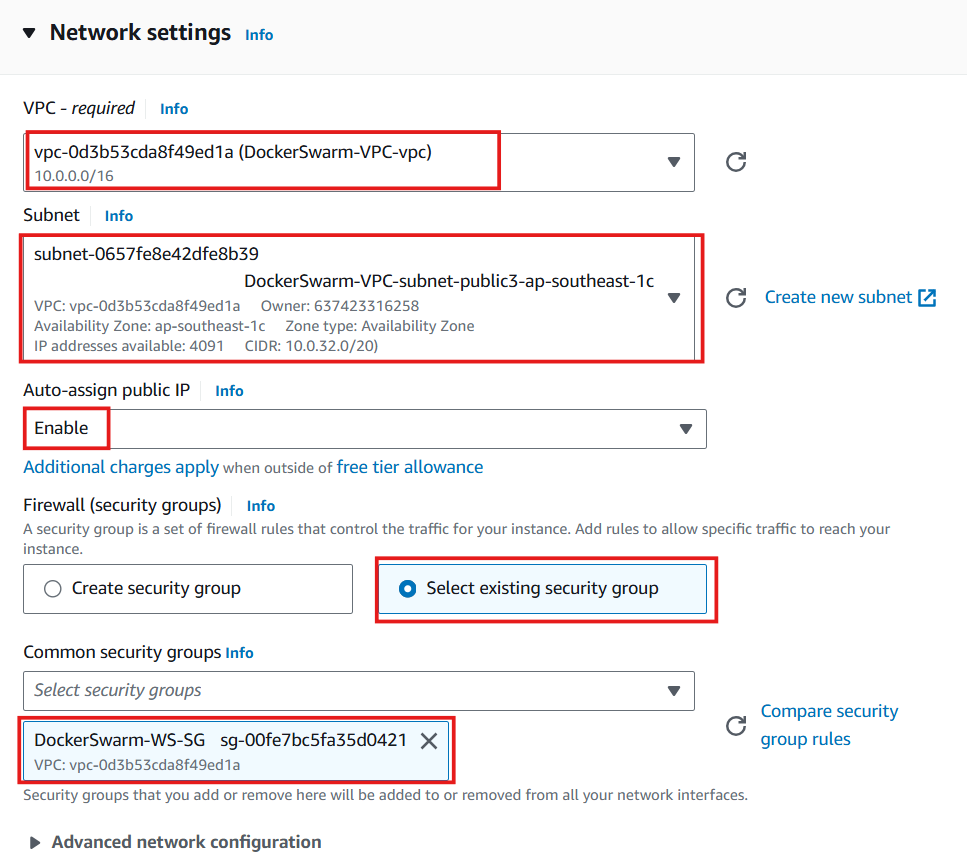 Network settings Info
VPC - required Info
vpc-0d3b53cda8f49ed1a (DockerSwarm-VPC-vpc)
10.0.0.0/16
Subnet Info
subnet-0657fe8e42dfe8b39
DockerSwarm-VPC-subnet-public3-ap-southeast-1c
VPC: vpc-0d3b53cda8f49ed1a Owner: 637423316258
Availability Zone: ap-southeast-1c Zone type: Availability Zone
IP addresses available: 4091 CIDR: 10.0.32.0/20)
Create new subnet
Auto-assign public IP Info
Enable
Additional charges apply when outside of free tier allowance
Firewall (security groups) Info
A security group is a set of firewall rules that control the traffic for your instance. Add rules to allow specific traffic to reach your
instance.
Create security group
Select existing security group
Common security groups Info
Select security groups
DockerSwarm-WS-SG sg-00fe7bc5fa35d0421
VPC: vpc-0d3b53cda8f49ed1a
Compare security
group rules
Security groups that you add or remove here will be added to or removed from all your network interfaces.
Advanced network configuration